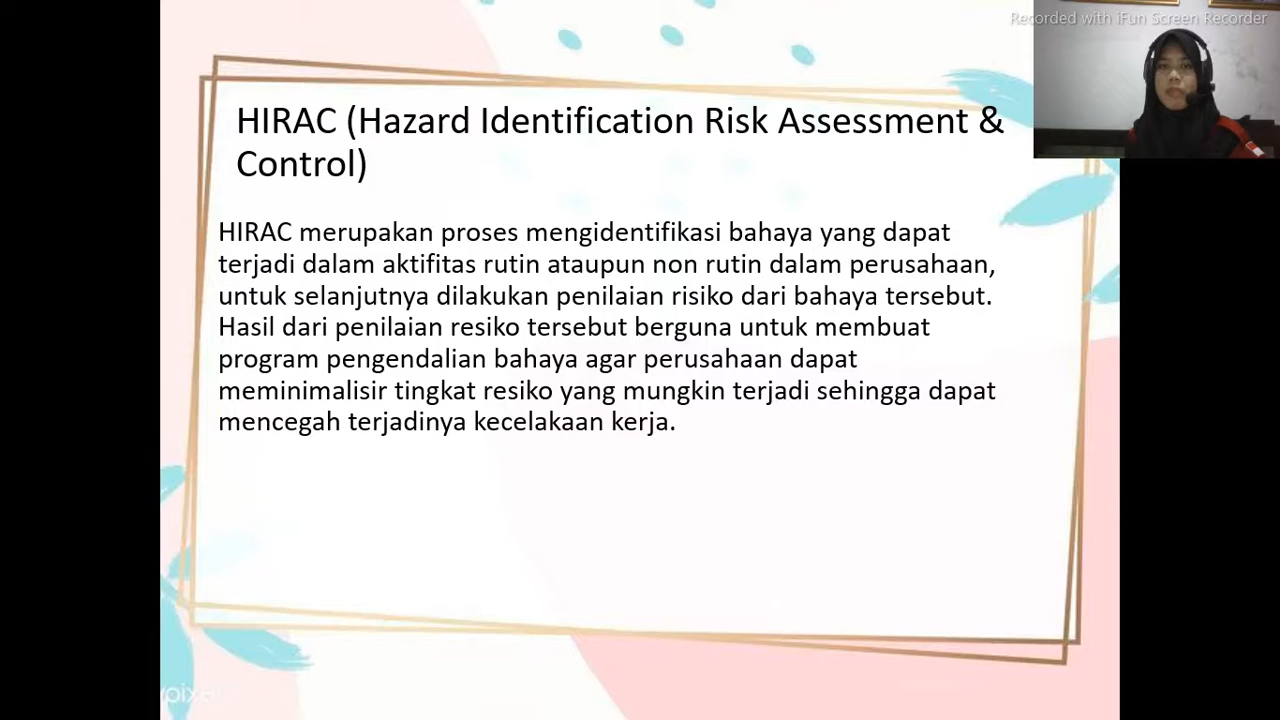 Recorded with iFun Screen Recorder
HIRAC (Hazard Identification Risk Assessment &
Control)
HIRAC merupakan proses mengidentifikasi bahaya yang dapat
terjadi dalam aktifitas rutin ataupun non rutin dalam perusahaan,
untuk selanjutnya dilakukan penilaian risiko dari bahaya tersebut.
Hasil dari penilaian resiko tersebut berguna untuk membuat
program pengendalian bahaya agar perusahaan dapat
meminimalisir tingkat resiko yang mungkin terjadi sehingga dapat
mencegah terjadinya kecelakaan kerja.